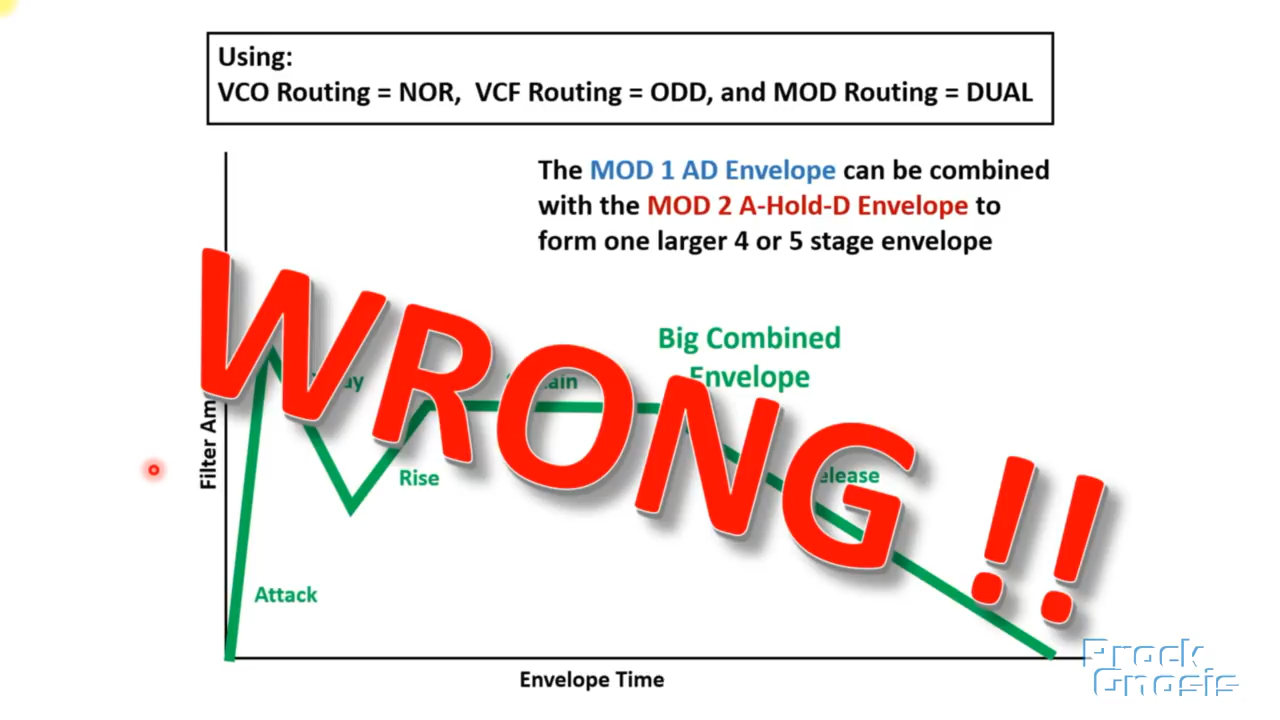 Using:
VCO Routing = NOR, VCF Routing = ODD, and MOD Routing = DUAL
The MOD 1 AD Envelope can be combined
with the MOD 2 A-Hold-D Envelope to
form one larger 4 or 5 stage envelope
Big Combined
Envelope
WRONG !!
Rise
Attack
Envelope Time
Prock
Gnosis